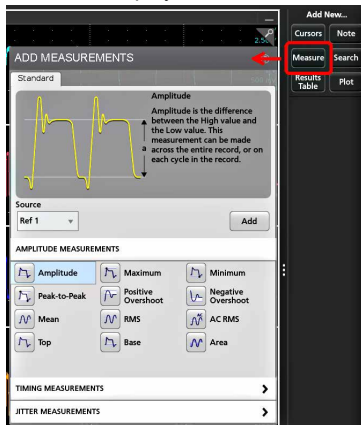 Add New...
Cursors
Note
2.50
ADD MEASUREMENTS
Measure
Search
Standard
Results
Table
Plot
Amplitude
Amplitude is the difference
between the High value and
the Low value. This
measurement can be made
a
across the entire record, or on
each cycle in the record.
Source
Ref 1
Add
AMPLITUDE MEASUREMENTS
Amplitude
Maximum
Minimum
Peak-to-Peak
Positive
Overshoot
Negative
Overshoot
Mean
RMS
AC RMS
Top
Base
Area
TIMING MEASUREMENTS
JITTER MEASUREMENTS